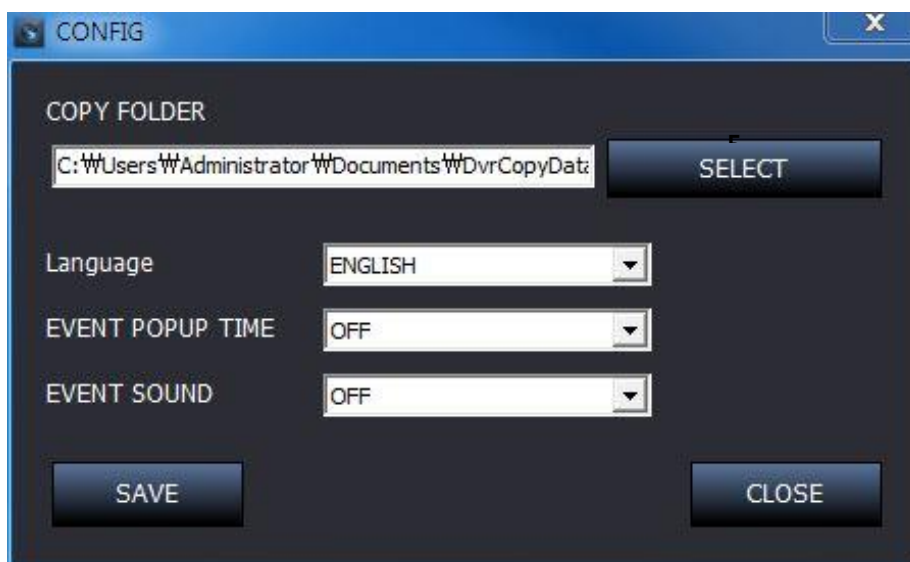 CONFIG
X
COPY FOLDER
C:₩Users₩Administrator₩Documents₩DvrCopyData
SELECT
Language
ENGLISH
EVENT POPUP TIME
OFF
EVENT SOUND
OFF
SAVE
CLOSE